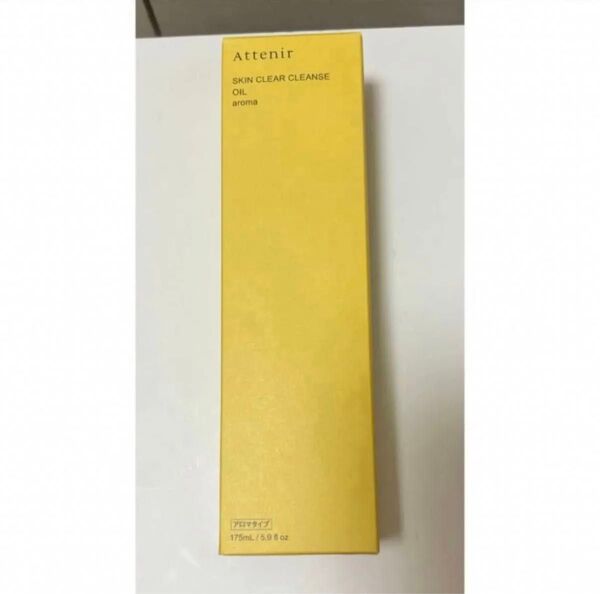 Attenir
SKIN CLEAR CLEANSE
OIL
aroma
アロマタイプ
175mL / 5.9 fl oz